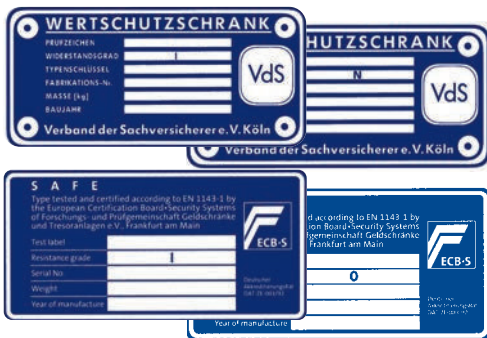 WERTSCHUTZSCHRANK
PRÜFZEICHEN
WIDERSTANDSGRAD I
TYPENSCHLÜSSEL
FABRIKATIONS-Nr.
MASSE [kg]
BAUJAHR
VdS
Verband der Sachversicherer e.V. Köln
HUTZSCHRANK
N
VdS
Verband der Sachversicherer e.V. Köln
SAFE
Type tested and certified according to EN 1143-1 by
the European Certification Board•Security Systems
of Forschungs- und Prüfgemeinschaft Geldschränke
und Tresoranlagen e.V., Frankfurt am Main
Test label
Resistance grade I
Serial No
Weight
Year of manufacture
ECB•S
Deutscher
Akkreditierungsrat
d according to EN 1143-1 by
ion Board•Security Systems
fgemeinschaft Geldschränke
Frankfurt am Main
O
Year of manufacture
ECB•S